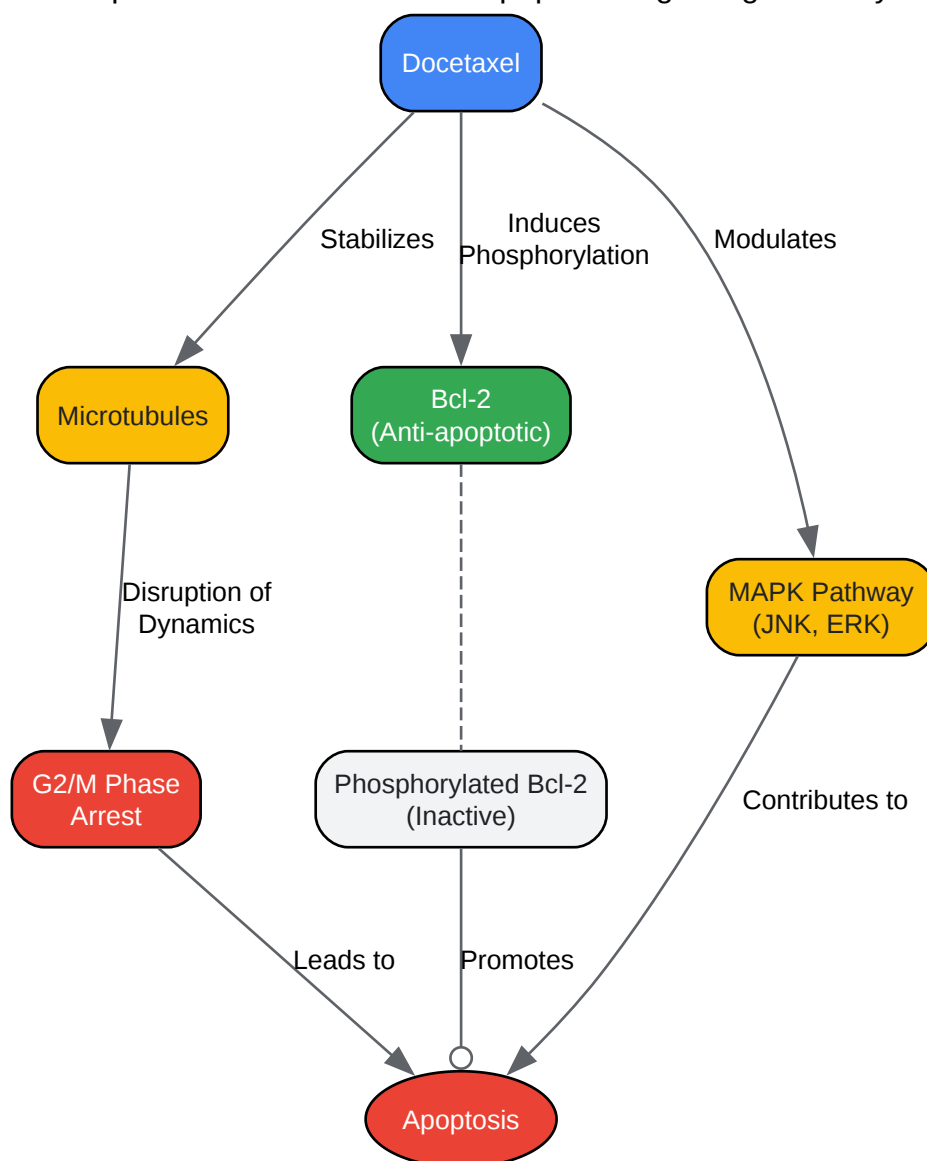 Docetaxel
Stabilizes
Induces
Phosphorylation
Modulates
Microtubules
Bcl-2
(Anti-apoptotic)
Disruption of
Dynamics
MAPK Pathway
(JNK, ERK)
G2/M Phase
Arrest
Phosphorylated Bcl-2
(Inactive)
Contributes to
Leads to
Promotes
Apoptosis